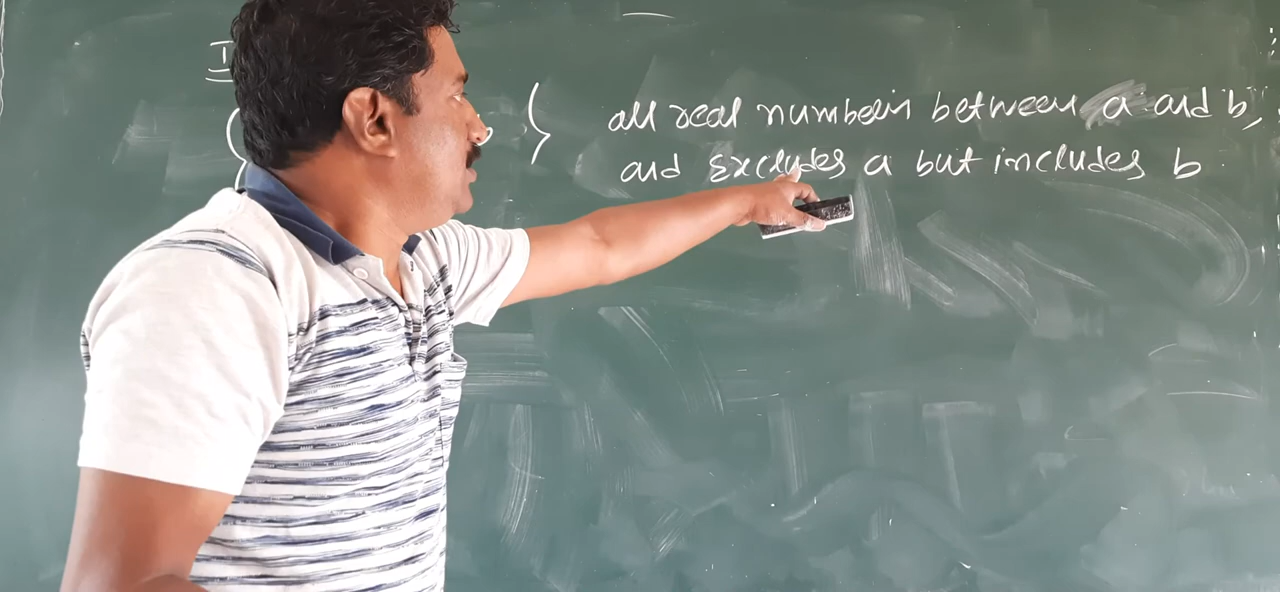 all real numbers between a and b,
and excludes a but includes b